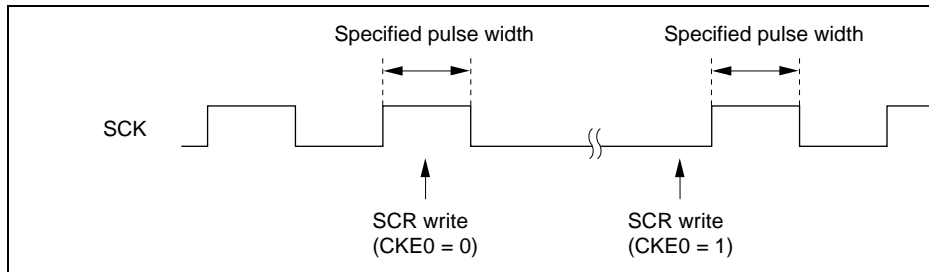 Specified pulse width
Specified pulse width
SCK
SCR write
(CKE0 = 0)
SCR write
(CKE0 = 1)